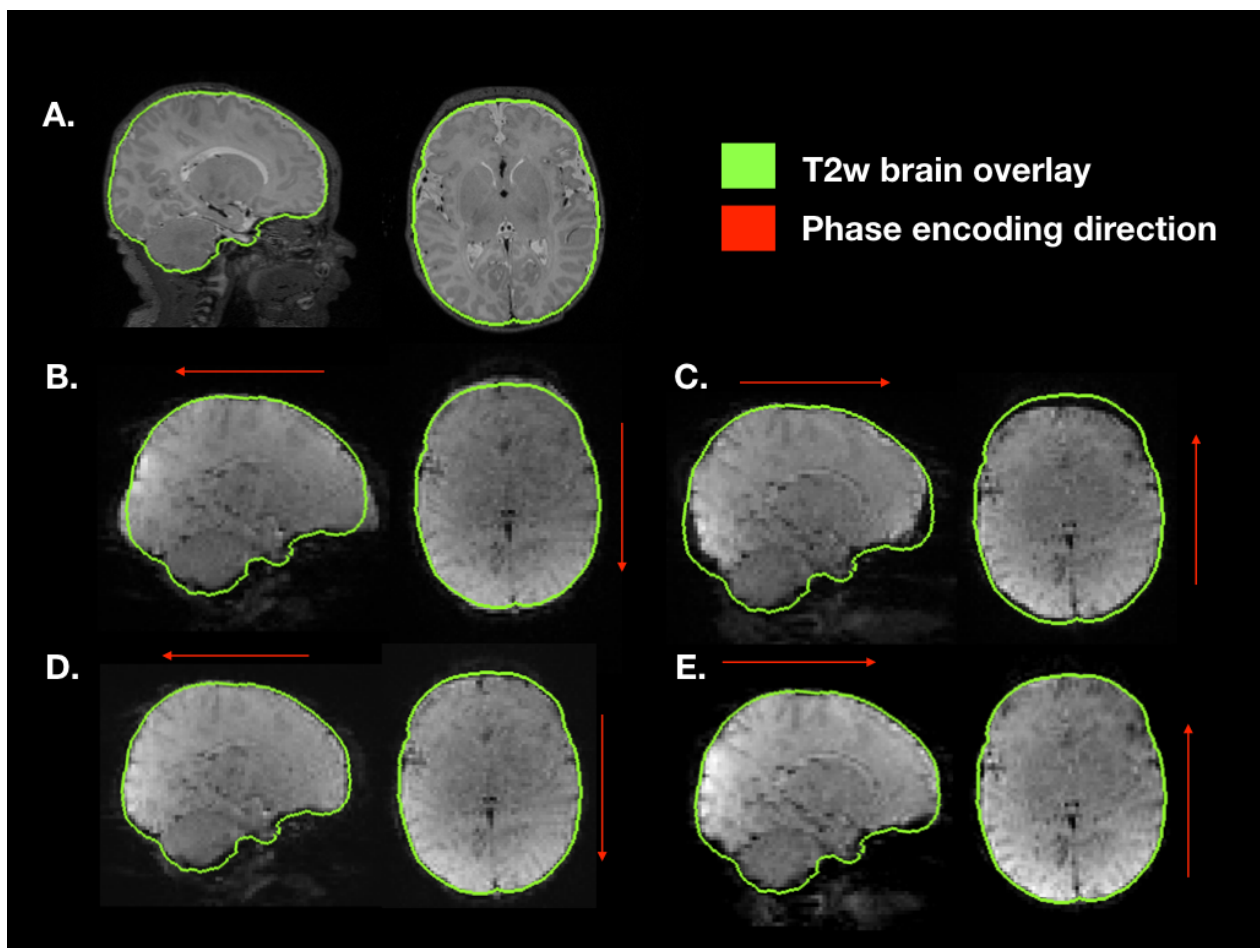 A.
T2w brain overlay
Phase encoding direction
B.
C.
D.
E.